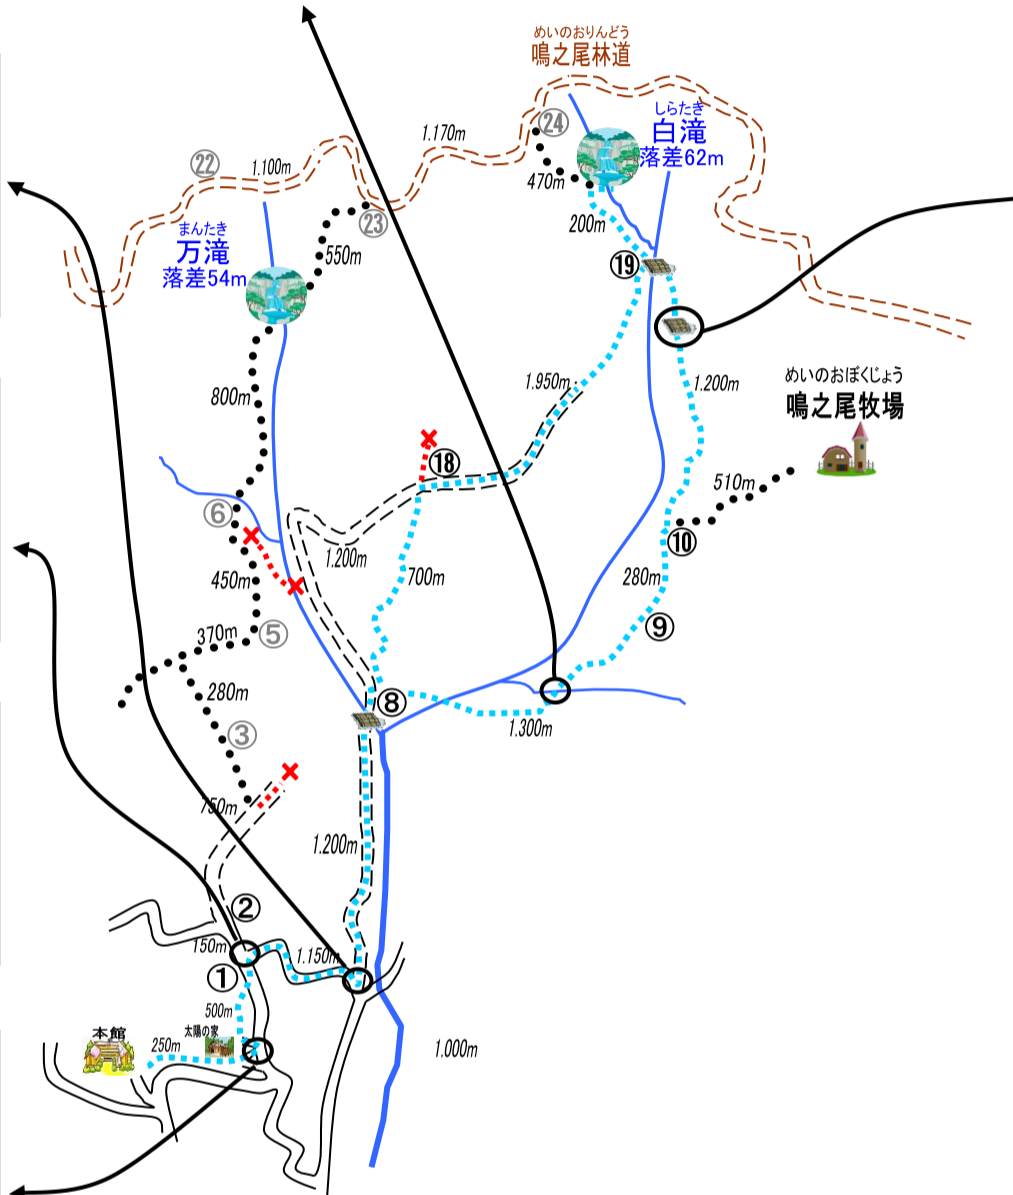 めいのおりんどう
鳴之尾林道
しらたき
白滝
落差62m
㉔
1.170m
㉒
1.100m
470m
㉓
200m
まんたき
万滝
落差54m
550m
⑲
めいのおぼくじょう
鳴之尾牧場
1.950m
1.200m
800m
⑱
510m
⑥
⑩
1.200m
450m
700m
280m
370m
⑤
⑨
280m
⑧
③
1.300m
750m
1.200m
②
150m
1.150m
①
500m
太陽の家
本館
250m
1.000m